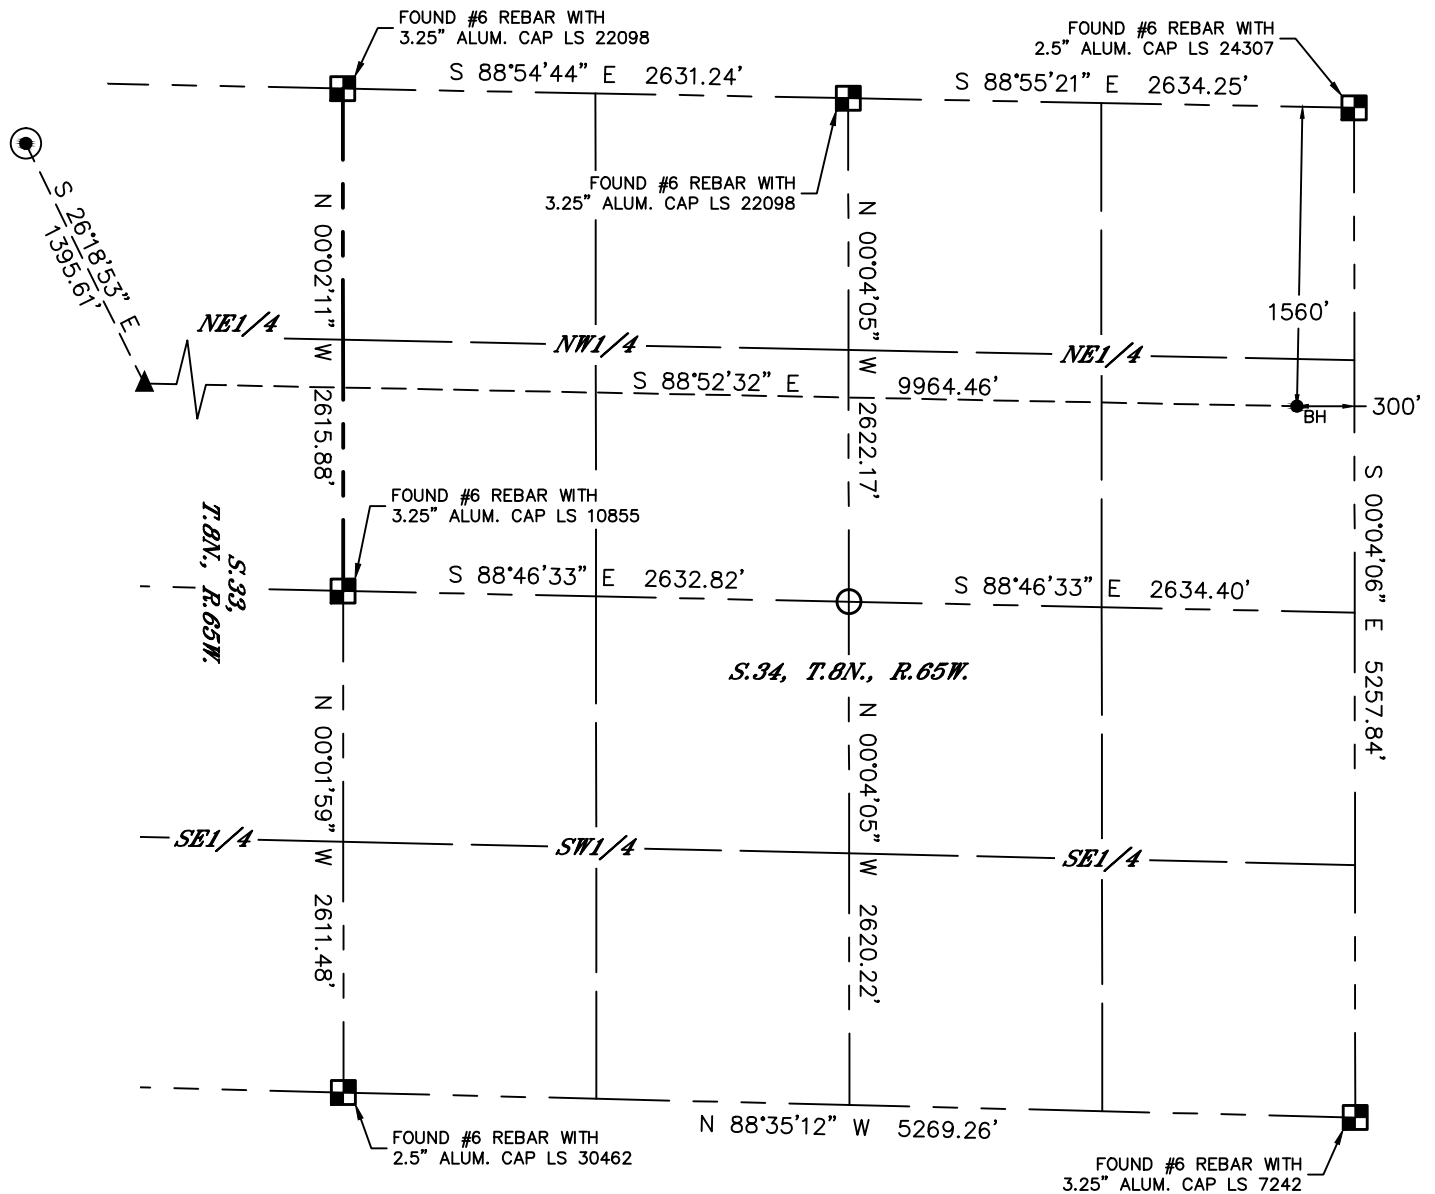 FOUND #6 REBAR WITH
3.25" ALUM. CAP LS 22098
FOUND #6 REBAR WITH
2.5" ALUM. CAP LS 24307
S 88°54'44" E 2631.24'
S 88°55'21" E 2634.25'
FOUND #6 REBAR WITH
3.25" ALUM. CAP LS 22098
S 26°18'53" E
1395.61'
N 00°02'11" W 2615.88'
N 00°04'05" W 2622.17'
1560'
NE1/4
NW1/4
NE1/4
S 88°52'32" E 9964.46'
300'
BH
S 00°04'06" E 5257.84'
FOUND #6 REBAR WITH
3.25" ALUM. CAP LS 10855
S.33,
T.8N., R.65W.
S 88°46'33" E 2632.82'
S 88°46'33" E 2634.40'
S.34, T.8N., R.65W.
N 00°01'59" W 2611.48'
N 00°04'05" W 2620.22'
SE1/4
SW1/4
SE1/4
N 88°35'12" W 5269.26'
FOUND #6 REBAR WITH
2.5" ALUM. CAP LS 30462
FOUND #6 REBAR WITH
3.25" ALUM. CAP LS 7242